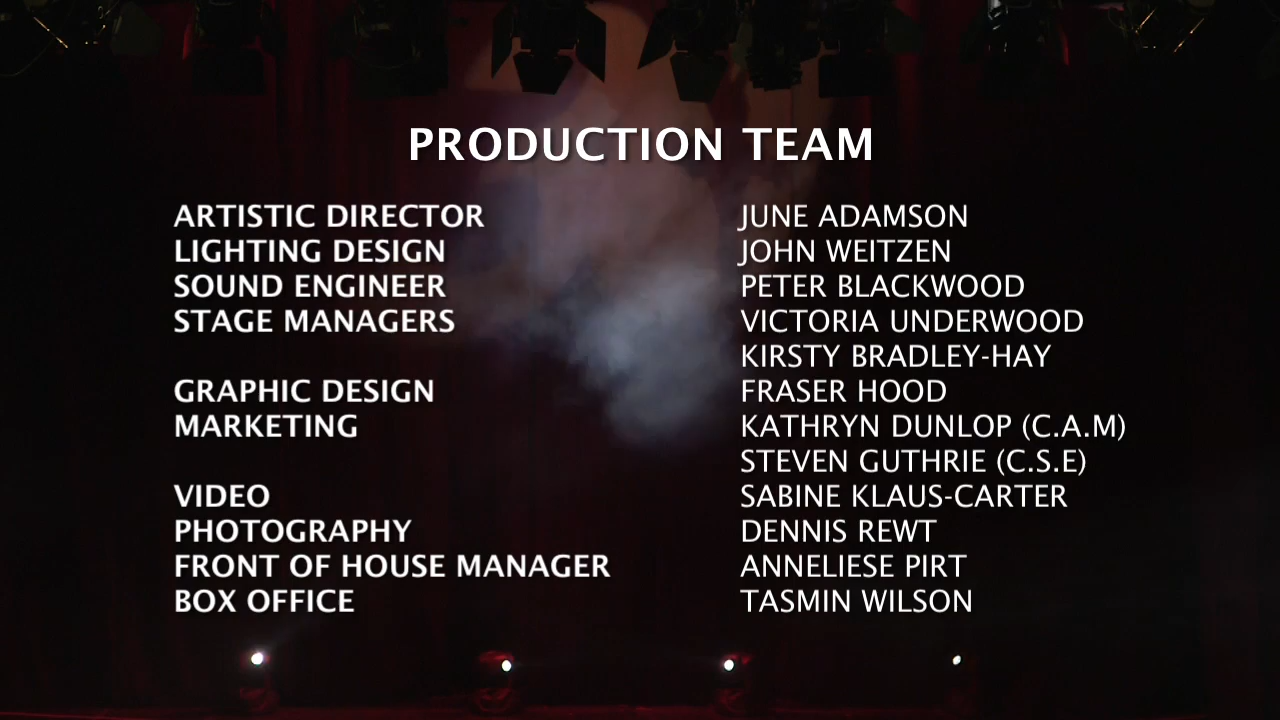 PRODUCTION TEAM
ARTISTIC DIRECTOR JUNE ADAMSON
LIGHTING DESIGN JOHN WEITZEN
SOUND ENGINEER PETER BLACKWOOD
STAGE MANAGERS VICTORIA UNDERWOOD
KIRSTY BRADLEY-HAY
GRAPHIC DESIGN FRASER HOOD
MARKETING KATHRYN DUNLOP (C.A.M)
STEVEN GUTHRIE (C.S.E)
VIDEO SABINE KLAUS-CARTER
PHOTOGRAPHY DENNIS REWT
FRONT OF HOUSE MANAGER ANNELIESE PIRT
BOX OFFICE TASMIN WILSON